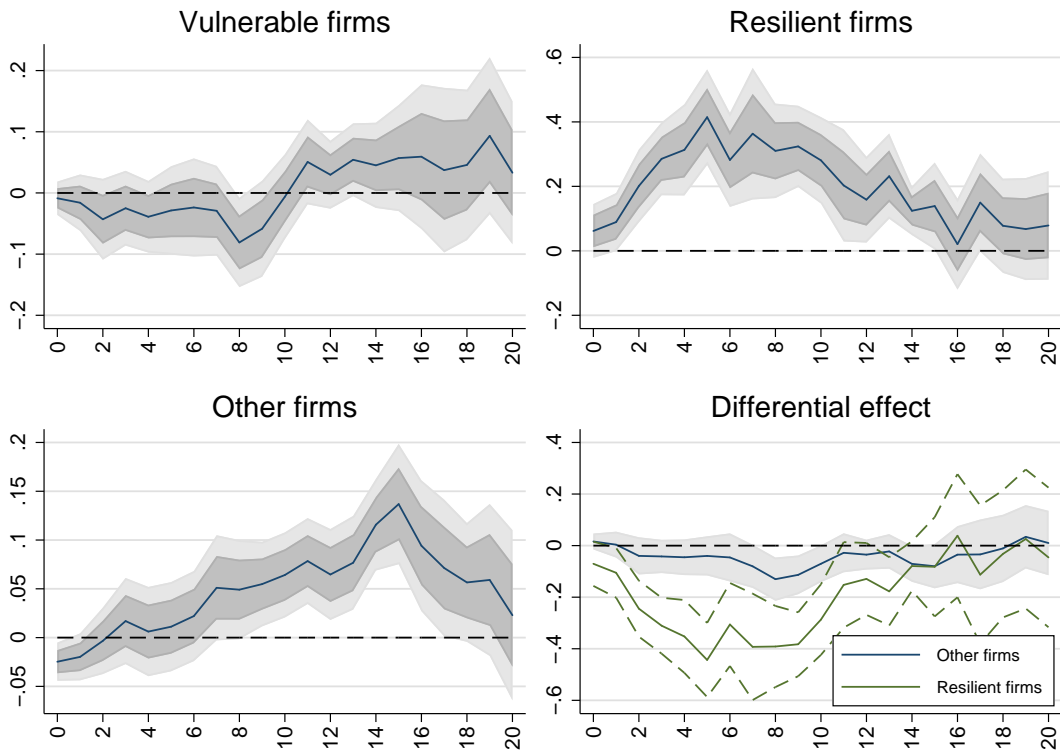 Vulnerable firms
.2
.1
0
−.1
−.2
0 2 4 6 8 10 12 14 16 18 20
Resilient firms
.6
.4
.2
0
−.2
0 2 4 6 8 10 12 14 16 18 20
Other firms
.2
.15
.1
.05
0
−.05
0 2 4 6 8 10 12 14 16 18 20
Differential effect
.4
.2
0
−.2
−.4
−.6
0 2 4 6 8 10 12 14 16 18 20
Other firms
Resilient firms